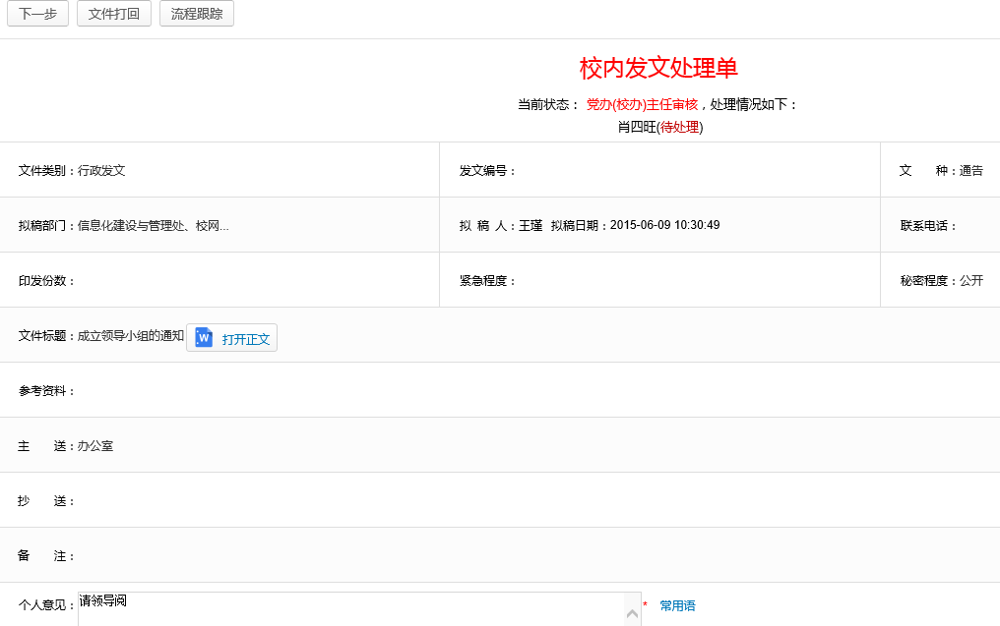 下一步 文件打回 流程跟踪
校内发文处理单
当前状态： 党办(校办)主任审核，处理情况如下：
肖四旺(待处理)
文件类别：行政发文 发文编号： 文 种：通告
拟稿部门：信息化建设与管理处、校网... 拟 稿 人：王瑾 拟稿日期：2015-06-09 10:30:49 联系电话：
印发份数： 紧急程度： 秘密程度：公开
文件标题：成立领导小组的通知 打开正文
参考资料：
主 送：办公室
抄 送：
备 注：
个人意见：请领导阅 * 常用语